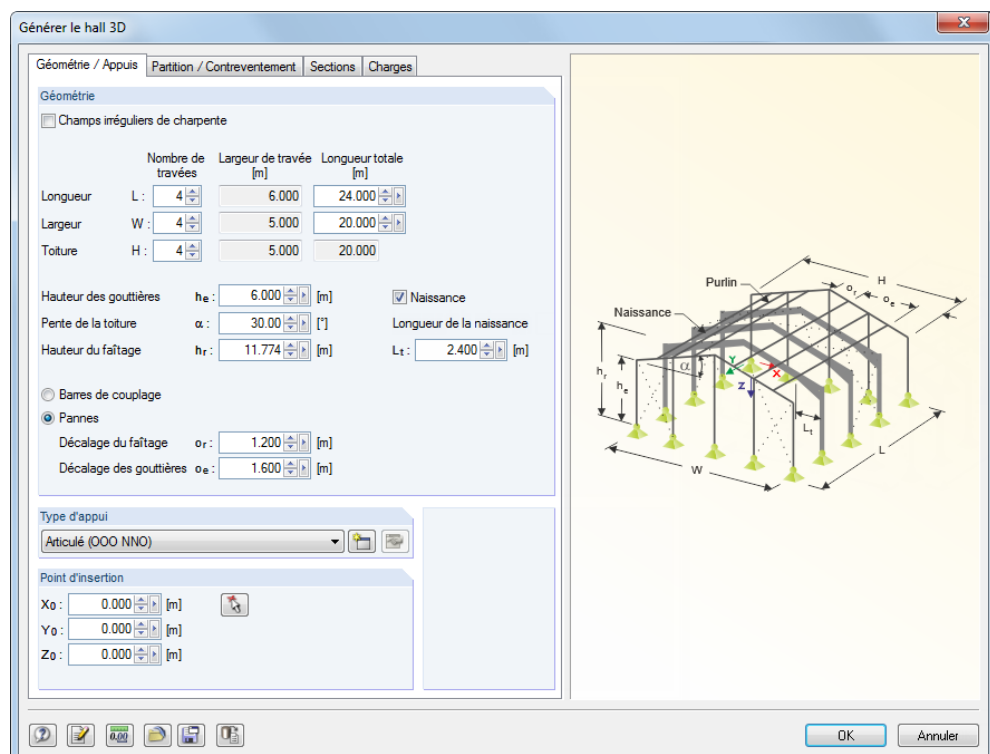 Générer le hall 3D
Géométrie / Appuis Partition / Contreventement Sections Charges
Géométrie
Champs irréguliers de charpente
Nombre de travées Largeur de travée [m] Longueur totale [m]
Longueur L : 4 6.000 24.000
Largeur W : 4 5.000 20.000
Toiture H : 4 5.000 20.000
Hauteur des gouttières he : 6.000 [m] Naissance
Pente de la toiture α : 30.00 [°] Longueur de la naissance
Hauteur du faîtage hr : 11.774 [m] Lt : 2.400 [m]
Barres de couplage
Pannes
Décalage du faîtage or : 1.200 [m]
Décalage des gouttières oe : 1.600 [m]
Type d'appui
Articulé (OOO NNO)
Point d'insertion
X0 : 0.000 [m]
Y0 : 0.000 [m]
Z0 : 0.000 [m]
Purlin
H
or
oe
Naissance
hr
he
α
Y
X
Z
Lt
L
W
0.00
OK Annuler